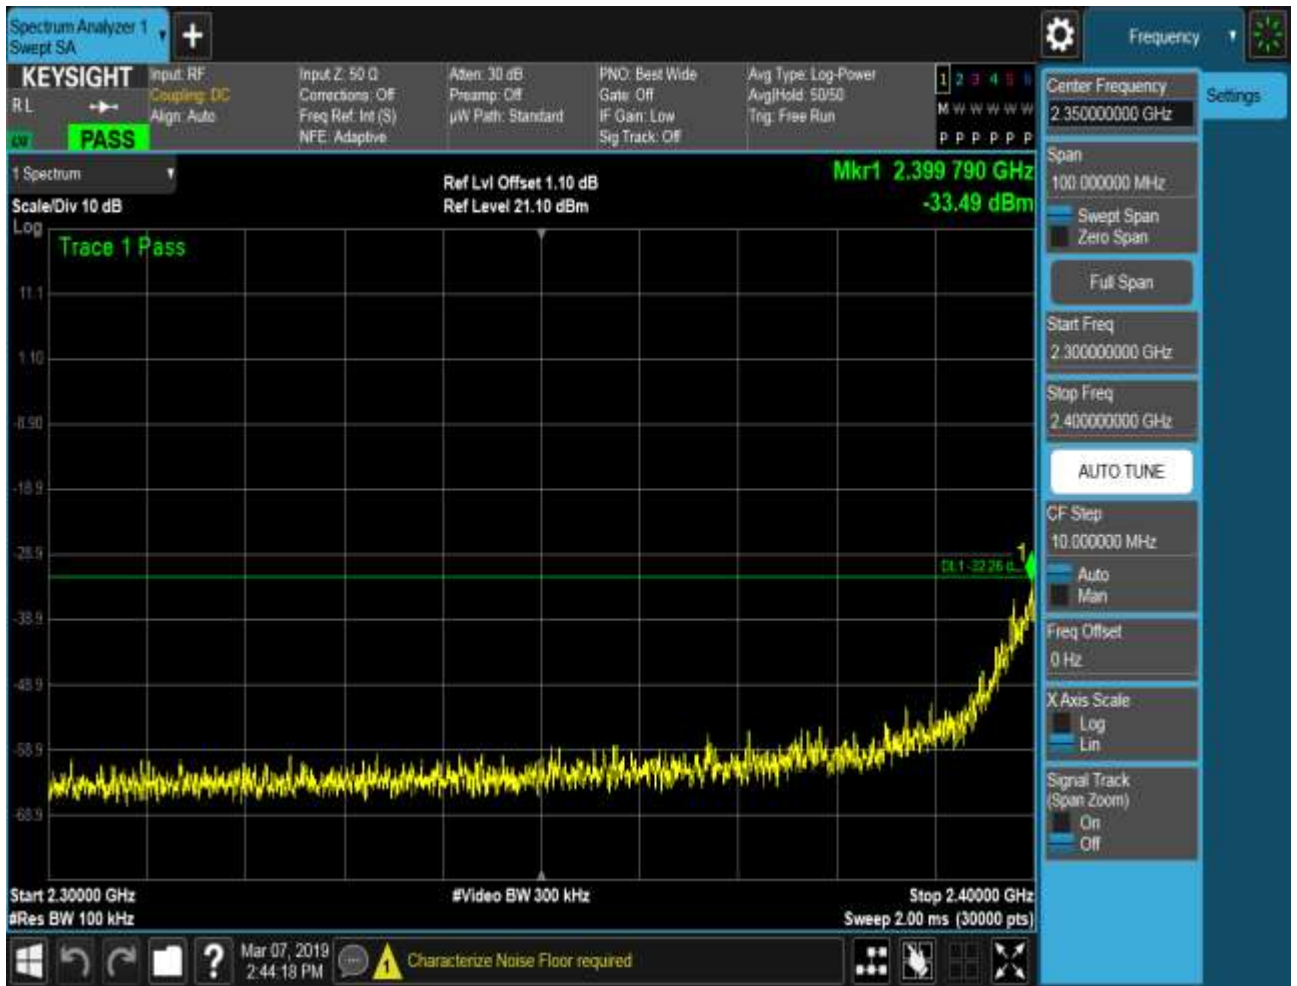 Spectrum Analyzer 1
Swept SA
Frequency
KEYSIGHT
R L
PASS
Input: RF
Coupling: DC
Align: Auto
Input Z: 50 Ω
Corrections: Off
Freq Ref: Int (S)
NFE: Adaptive
Atten: 30 dB
Preamp: Off
µW Path: Standard
PNO: Best Wide
Gate: Off
IF Gain: Low
Sig Track: Off
Avg Type: Log-Power
Avg|Hold: 50/50
Trig: Free Run
1 2 3 4 5 6
M W W W W W
P P P P P P
1 Spectrum
Scale/Div 10 dB
Log
Ref Lvl Offset 1.10 dB
Ref Level 21.10 dBm
Mkr1 2.399 790 GHz
-33.49 dBm
Trace 1 Pass
11.1
1.10
-8.90
-18.9
-28.9
-38.9
-48.9
-58.9
-68.9
1
DL1 -32.26 d...
Start 2.30000 GHz
#Res BW 100 kHz
#Video BW 300 kHz
Stop 2.40000 GHz
Sweep 2.00 ms (30000 pts)
Center Frequency
2.350000000 GHz
Settings
Span
100.000000 MHz
Swept Span
Zero Span
Full Span
Start Freq
2.300000000 GHz
Stop Freq
2.400000000 GHz
AUTO TUNE
CF Step
10.000000 MHz
Auto
Man
Freq Offset
0 Hz
X Axis Scale
Log
Lin
Signal Track
(Span Zoom)
On
Off
?
Mar 07, 2019
2:44:18 PM
1
Characterize Noise Floor required